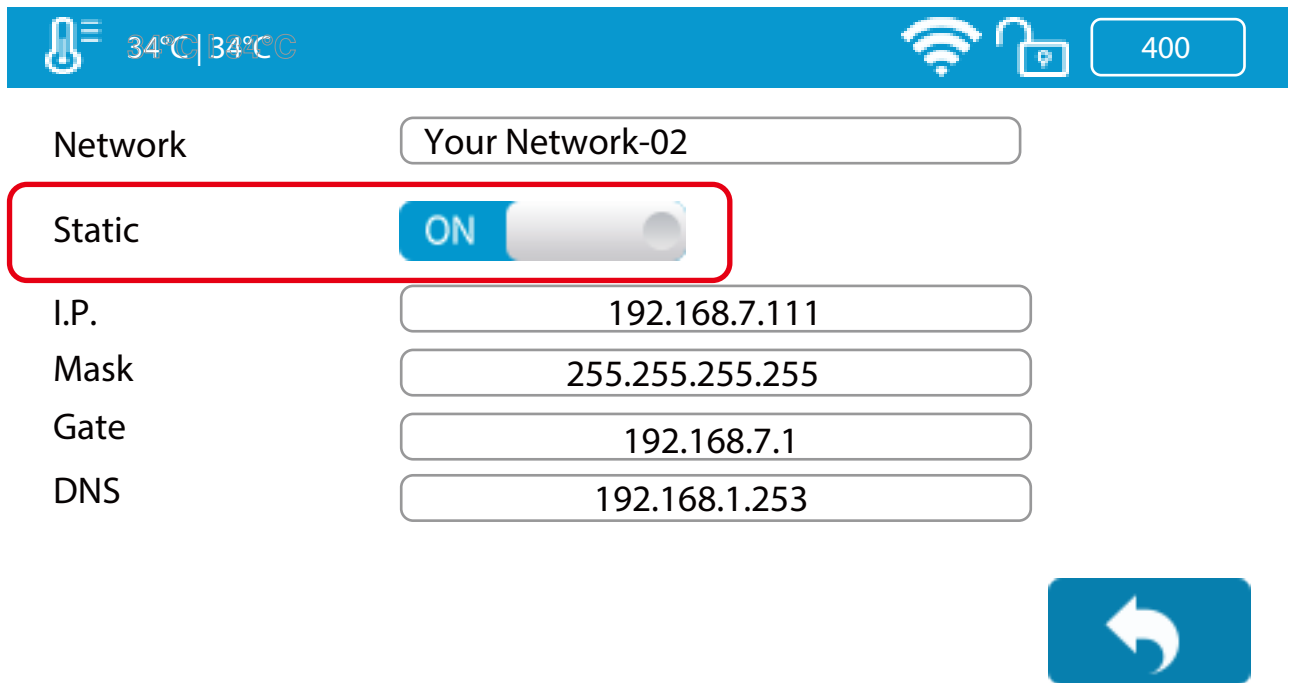 34°C | 34°C
400
Network
Your Network-02
Static
ON
I.P.
192.168.7.111
Mask
255.255.255.255
Gate
192.168.7.1
DNS
192.168.1.253